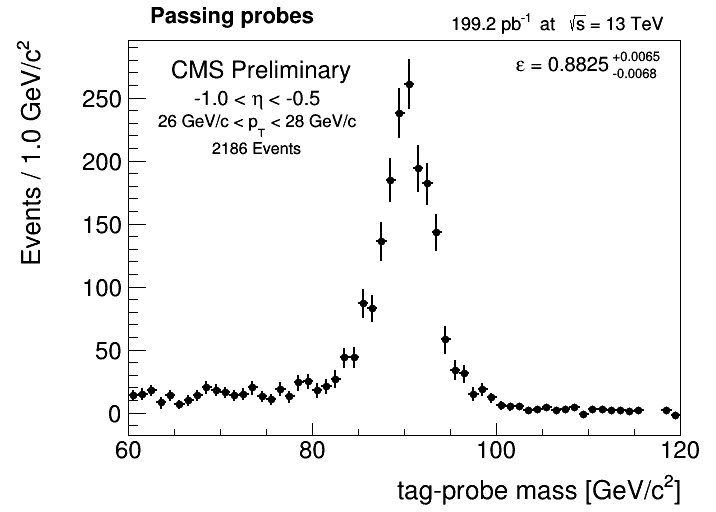 Passing probes
199.2 pb⁻¹ at √s = 13 TeV
CMS Preliminary
-1.0 < η < -0.5
26 GeV/c < p_T < 28 GeV/c
2186 Events
ε = 0.8825 +0.0065 -0.0068
Events / 1.0 GeV/c²
250
200
150
100
50
0
60 80 100 120
tag-probe mass [GeV/c²]